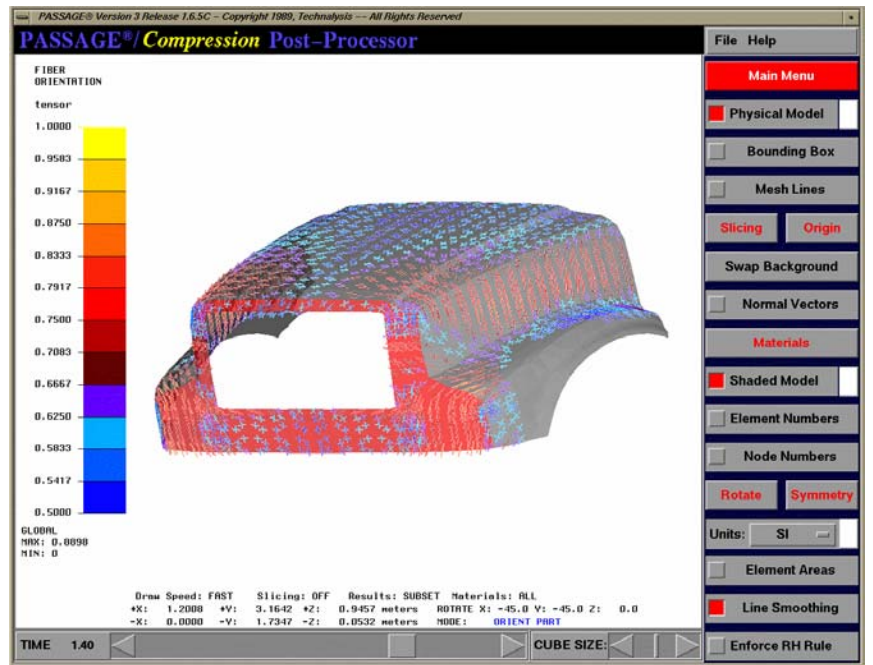 PASSAGE® Version 3 Release 1.6.5C – Copyright 1989, Technalysis –– All Rights Reserved
PASSAGE®/Compression Post–Processor
File Help
FIBER
ORIENTATION
tensor
1.0000
0.9583
0.9167
0.8750
0.8333
0.7917
0.7500
0.7083
0.6667
0.6250
0.5833
0.5417
0.5000
GLOBAL
MAX: 0.8898
MIN: 0
Main Menu
Physical Model
Bounding Box
Mesh Lines
Slicing Origin
Swap Background
Normal Vectors
Materials
Shaded Model
Element Numbers
Node Numbers
Rotate Symmetry
Units: SI
Element Areas
Line Smoothing
Enforce RH Rule
Draw Speed: FAST Slicing: OFF Results: SUBSET Materials: ALL
+X: 1.2008 +Y: 3.1642 +Z: 0.9457 meters ROTATE X: -45.0 Y: -45.0 Z: 0.0
-X: 0.0000 -Y: 1.7347 -Z: 0.0532 meters MODE: ORIENT PART
TIME 1.40 CUBE SIZE: